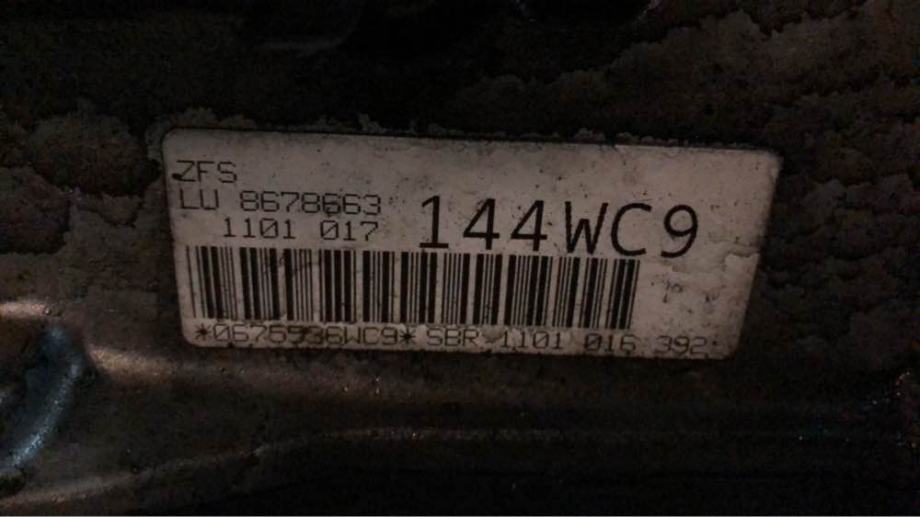 ZFS
LU 8678663
1101 017
144WC9
*0675936WC9* SBR 1101 016 392